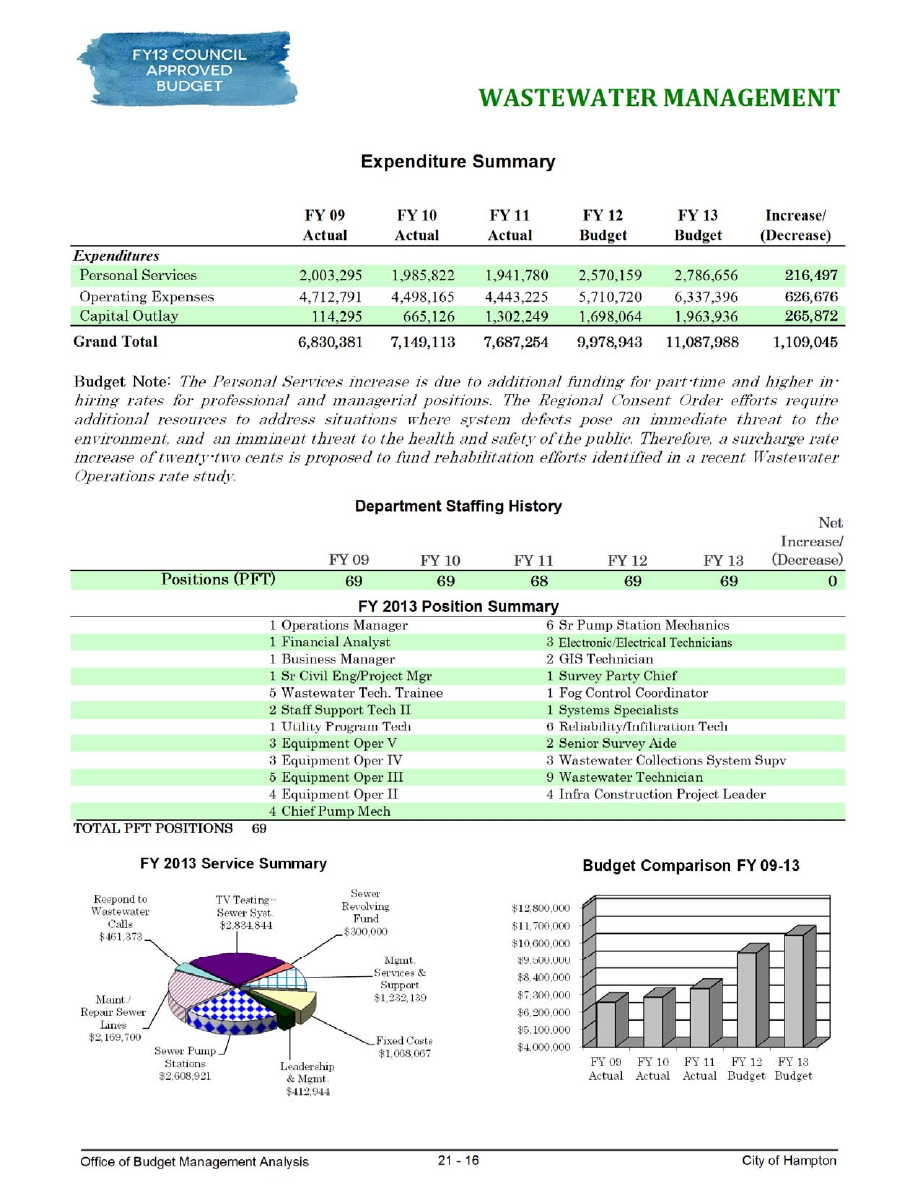 FY13 COUNCIL
APPROVED
BUDGET
WASTEWATER MANAGEMENT
Expenditure Summary
FY 09 FY 10 FY 11 FY 12 FY 13 Increase/
Actual Actual Actual Budget Budget (Decrease)
Expenditures
Personal Services 2,003,295 1,985,822 1,941,780 2,570,159 2,786,656 216,497
Operating Expenses 4,712,791 4,498,165 4,443,225 5,710,720 6,337,396 626,676
Capital Outlay 114,295 665,126 1,302,249 1,698,064 1,963,936 265,872
Grand Total 6,830,381 7,149,113 7,687,254 9,978,943 11,087,988 1,109,045
Budget Note: The Personal Services increase is due to additional funding for part-time and higher in-
hiring rates for professional and managerial positions. The Regional Consent Order efforts require
additional resources to address situations where system defects pose an immediate threat to the
environment, and an imminent threat to the health and safety of the public. Therefore, a surcharge rate
increase of twenty-two cents is proposed to fund rehabilitation efforts identified in a recent Wastewater
Operations rate study.
Department Staffing History
Net
Increase/
FY 09 FY 10 FY 11 FY 12 FY 13 (Decrease)
Positions (PFT) 69 69 68 69 69 0
FY 2013 Position Summary
1 Operations Manager 6 Sr Pump Station Mechanics
1 Financial Analyst 3 Electronic/Electrical Technicians
1 Business Manager 2 GIS Technician
1 Sr Civil Eng/Project Mgr 1 Survey Party Chief
5 Wastewater Tech. Trainee 1 Fog Control Coordinator
2 Staff Support Tech II 1 Systems Specialists
1 Utility Program Tech 6 Reliability/Infiltration Tech
3 Equipment Oper V 2 Senior Survey Aide
3 Equipment Oper IV 3 Wastewater Collections System Supv
5 Equipment Oper III 9 Wastewater Technician
4 Equipment Oper II 4 Infra Construction Project Leader
4 Chief Pump Mech
TOTAL PFT POSITIONS 69
FY 2013 Service Summary
Respond to
Wastewater
Calls
$461,373
TV Testing~
Sewer Syst.
$2,834,844
Sewer
Revolving
Fund
$300,000
Mgmt.
Services &
Support
$1,232,139
Maint./
Repair Sewer
Lines
$2,169,700
Sewer Pump
Stations
$2,608,921
Leadership
& Mgmt.
$412,944
Fixed Costs
$1,068,067
Budget Comparison FY 09-13
$12,800,000
$11,700,000
$10,600,000
$9,500,000
$8,400,000
$7,300,000
$6,200,000
$5,100,000
$4,000,000
FY 09 FY 10 FY 11 FY 12 FY 13
Actual Actual Actual Budget Budget
Office of Budget Management Analysis 21 - 16 City of Hampton